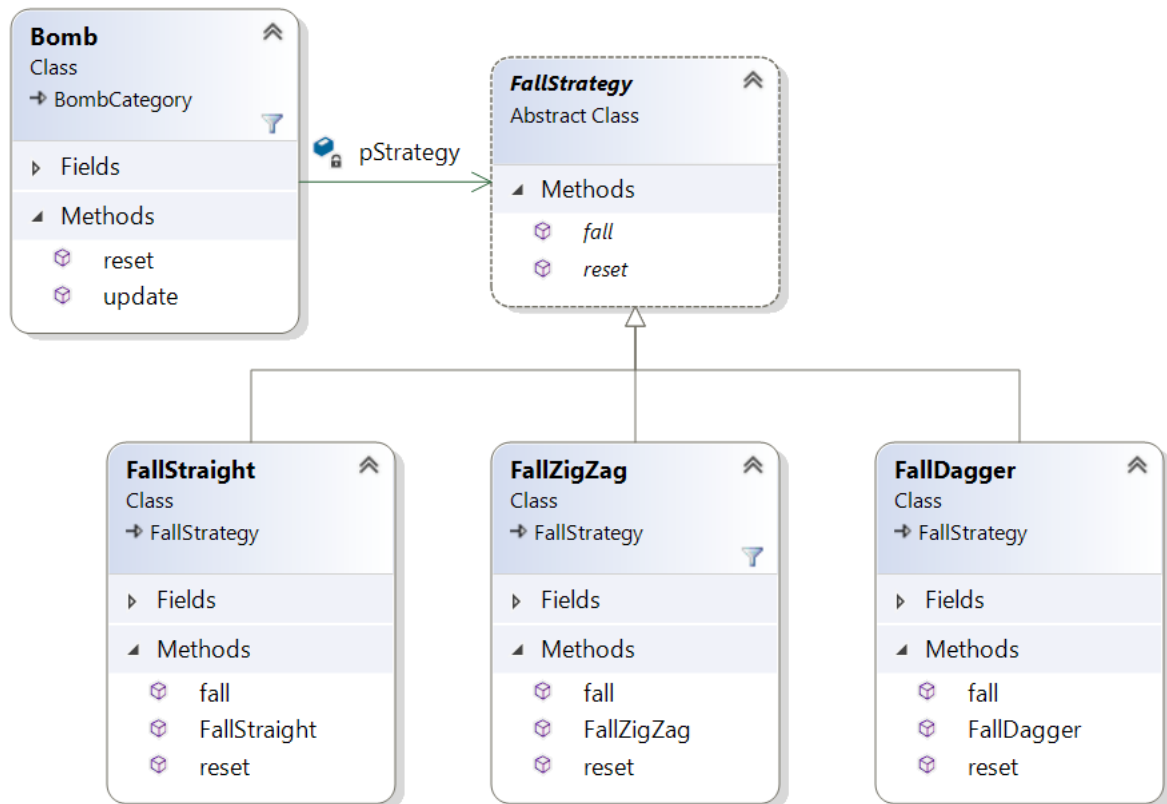 Bomb
Class
BombCategory
Fields
Methods
reset
update
pStrategy
FallStrategy
Abstract Class
Methods
fall
reset
FallStraight
Class
FallStrategy
Fields
Methods
fall
FallStraight
reset
FallZigZag
Class
FallStrategy
Fields
Methods
fall
FallZigZag
reset
FallDagger
Class
FallStrategy
Fields
Methods
fall
FallDagger
reset